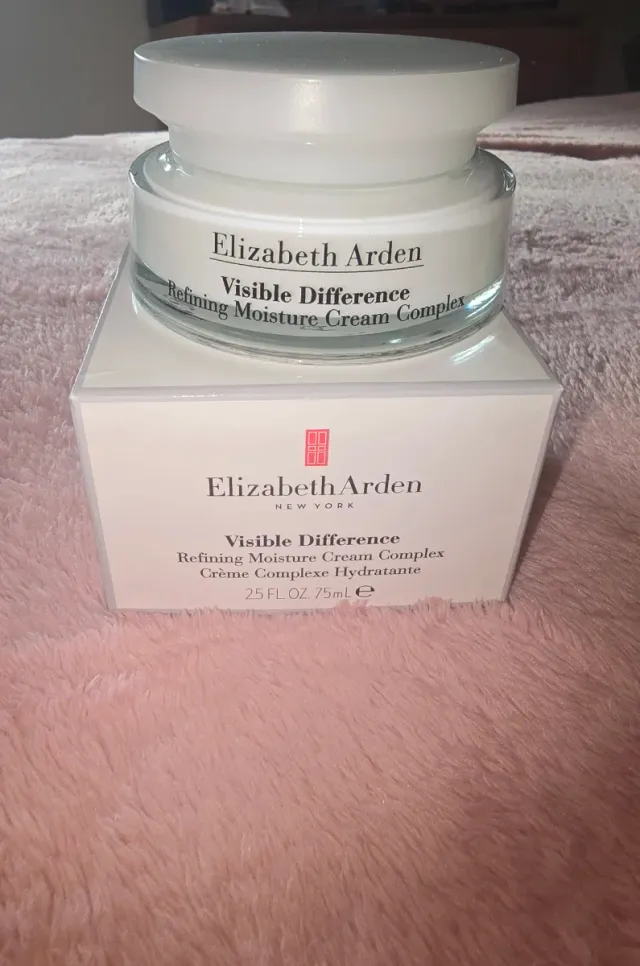 Elizabeth Arden
Visible Difference
Refining Moisture Cream Complex
Elizabeth Arden
NEW YORK
Visible Difference
Refining Moisture Cream Complex
Crème Complexe Hydratante
2.5 FL. OZ. 75mL ℮